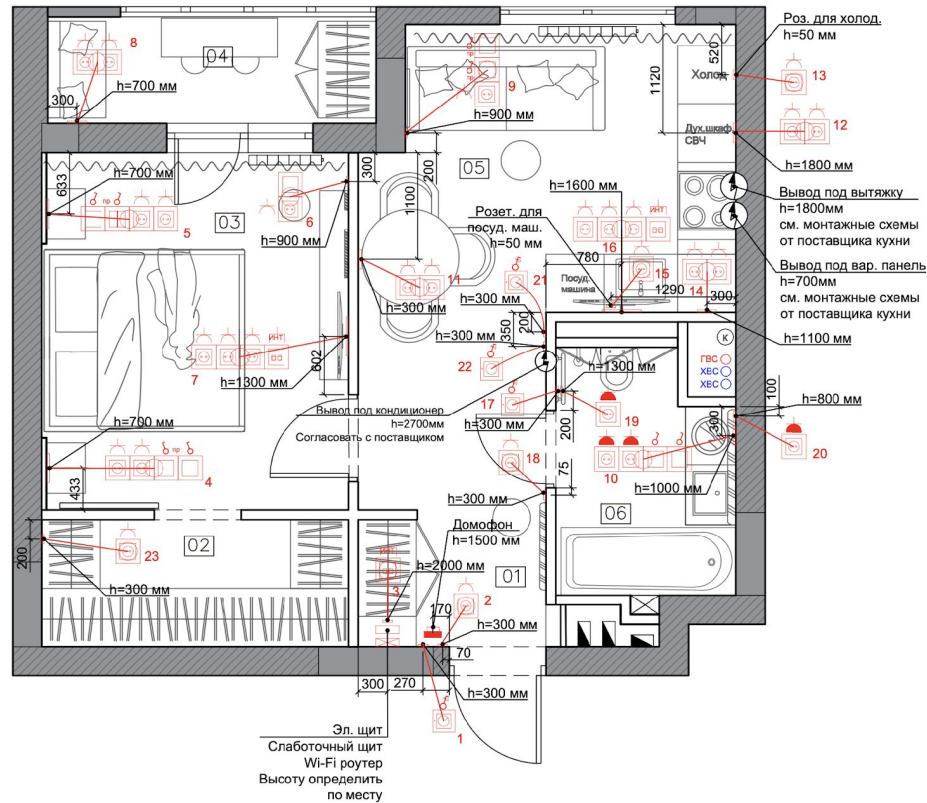 Роз. для холод.
h=50 мм
8
04
520
Холод
13
300
h=700 мм
9
1120
12
h=900 мм
Дух.шкаф
СВЧ
h=1800 мм
h=700 мм
633
пр
5
03
300
6
200
05
1100
h=1600 мм
Вывод под вытяжку
h=1800мм
см. монтажные схемы
от поставщика кухни
Розет. для
посуд. маш.
h=50 мм
ИНТ
16
h=900 мм
780
Вывод под вар. панель
h=700мм
см. монтажные схемы
от поставщика кухни
11
21
Посуд.
машина
15
1290
14
300
h=300 мм
h=300 мм
200
350
h=1100 мм
ИНТ
7
602
h=300 мм
22
К
ГВС
ХВС
ХВС
h=1300 мм
h=1300 мм
h=700 мм
Вывод под кондиционер
h=2700мм
Согласовать с поставщиком
17
h=300 мм
200
19
300
100
h=800 мм
20
пр
4
433
18
75
10
h=1000 мм
h=300 мм
06
200
23
02
Домофон
h=1500 мм
ИНТ
h=2000 мм
3
01
h=300 мм
170
2
h=300 мм
70
300
270
h=300 мм
1
Эл. щит
Слаботочный щит
Wi-Fi роутер
Высоту определить
по месту